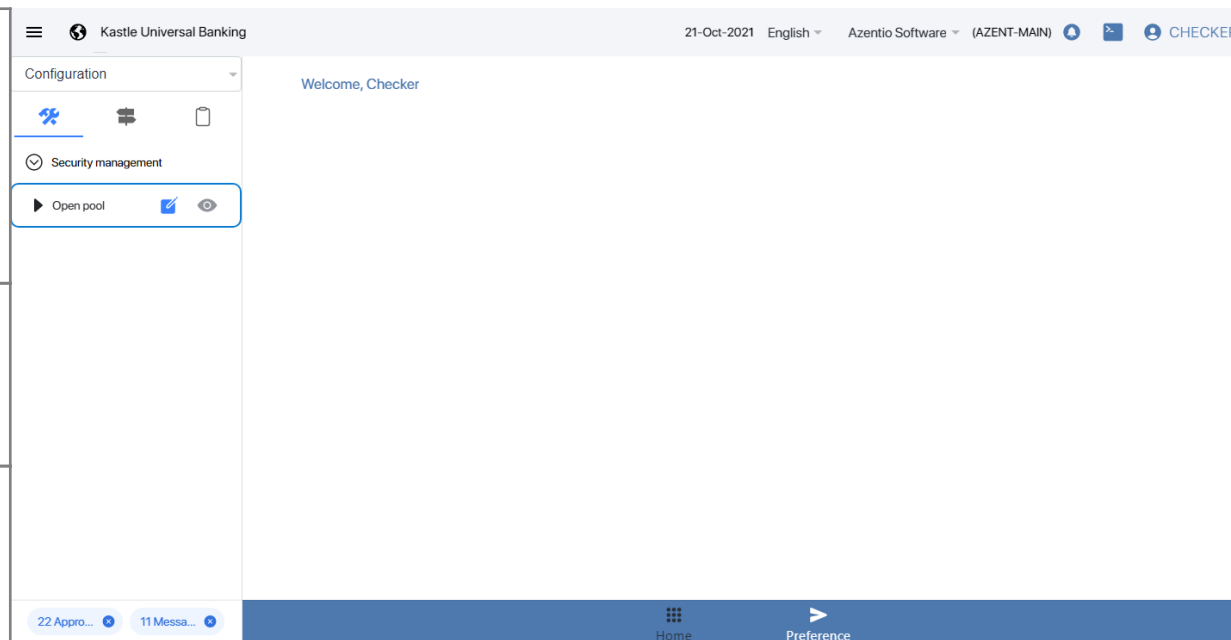 Kastle Universal Banking
21-Oct-2021 English Azentio Software (AZENT-MAIN) CHECKER
Configuration
Welcome, Checker
Security management
Open pool
22 Appro... 11 Messa...
Home Preference